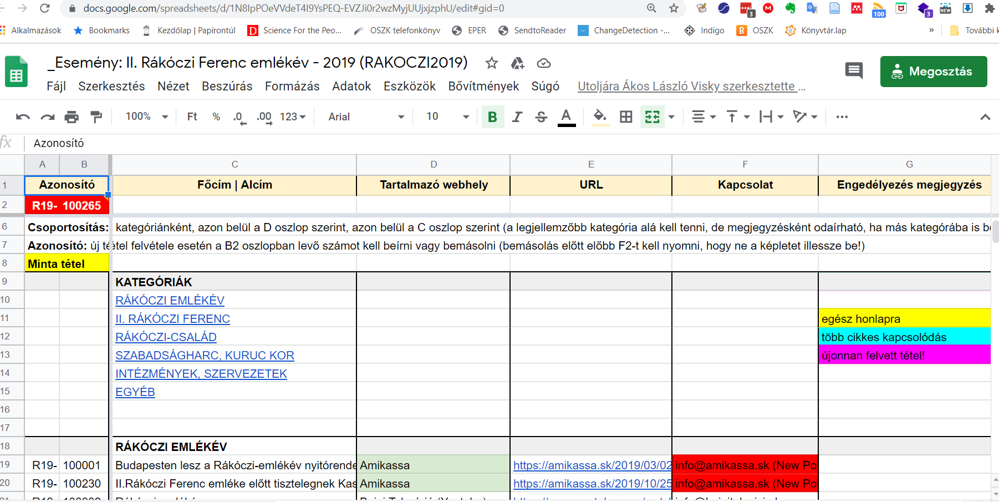 docs.google.com/spreadsheets/d/1N8IpPOeVVdeT4I9YsPEQ-EVZJi0r2wzMyjUUjxjzphU/edit#gid=0
3 100 3 NEW
Alkalmazások Bookmarks Kezdőlap | Papírontúl Science For the Peo... OSZK telefonkönyv EPER SendtoReader ChangeDetection -... Indigo OSZK Könyvtár.lap » További k
_Esemény: II. Rákóczi Ferenc emlékév - 2019 (RAKOCZI2019)
Megosztás
Fájl Szerkesztés Nézet Beszúrás Formázás Adatok Eszközök Bővítmények Súgó Utoljára Ákos László Visky szerkesztette ...
100% Ft % .0 .00 123 Arial 10 B I S A
fx Azonosító
A B C D E F G
1 Azonosító Főcím | Alcím Tartalmazó webhely URL Kapcsolat Engedélyezés megjegyzés
2 R19- 100265
6 Csoportosítás: kategóriánként, azon belül a D oszlop szerint, azon belül a C oszlop szerint (a legjellemzőbb kategória alá kell tenni, de megjegyzésként odaírható, ha más kategórába is be
7 Azonosító: új tétel felvétele esetén a B2 oszlopban levő számot kell beírni vagy bemásolni (bemásolás előtt előbb F2-t kell nyomni, hogy ne a képletet illessze be!)
8 Minta tétel
9 KATEGÓRIÁK
10 RÁKÓCZI EMLÉKÉV
11 II. RÁKÓCZI FERENC egész honlapra
12 RÁKÓCZI-CSALÁD több cikkes kapcsolódás
13 SZABADSÁGHARC, KURUC KOR újonnan felvett tétel!
14 INTÉZMÉNYEK, SZERVEZETEK
15 EGYÉB
16
17
18 RÁKÓCZI EMLÉKÉV
19 R19- 100001 Budapesten lesz a Rákóczi-emlékév nyitórende Amikassa https://amikassa.sk/2019/03/02 info@amikassa.sk (New Po
20 R19- 100230 II.Rákóczi Ferenc emléke előtt tisztelegnek Kas Amikassa https://amikassa.sk/2019/10/25 info@amikassa.sk (New Po